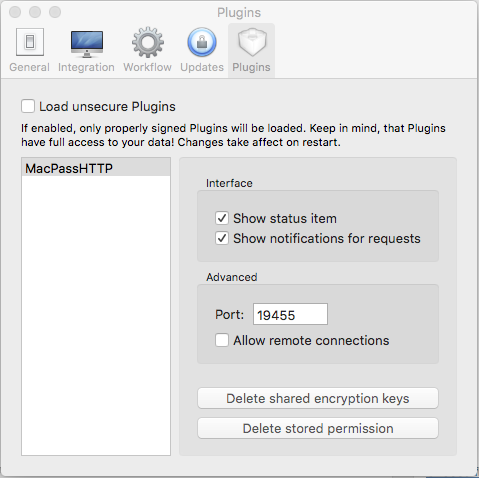 Plugins
General Integration Workflow Updates Plugins
Load unsecure Plugins
If enabled, only properly signed Plugins will be loaded. Keep in mind, that Plugins
have full access to your data! Changes take affect on restart.
MacPassHTTP
Interface
Show status item
Show notifications for requests
Advanced
Port: 19455
Allow remote connections
Delete shared encryption keys
Delete stored permission